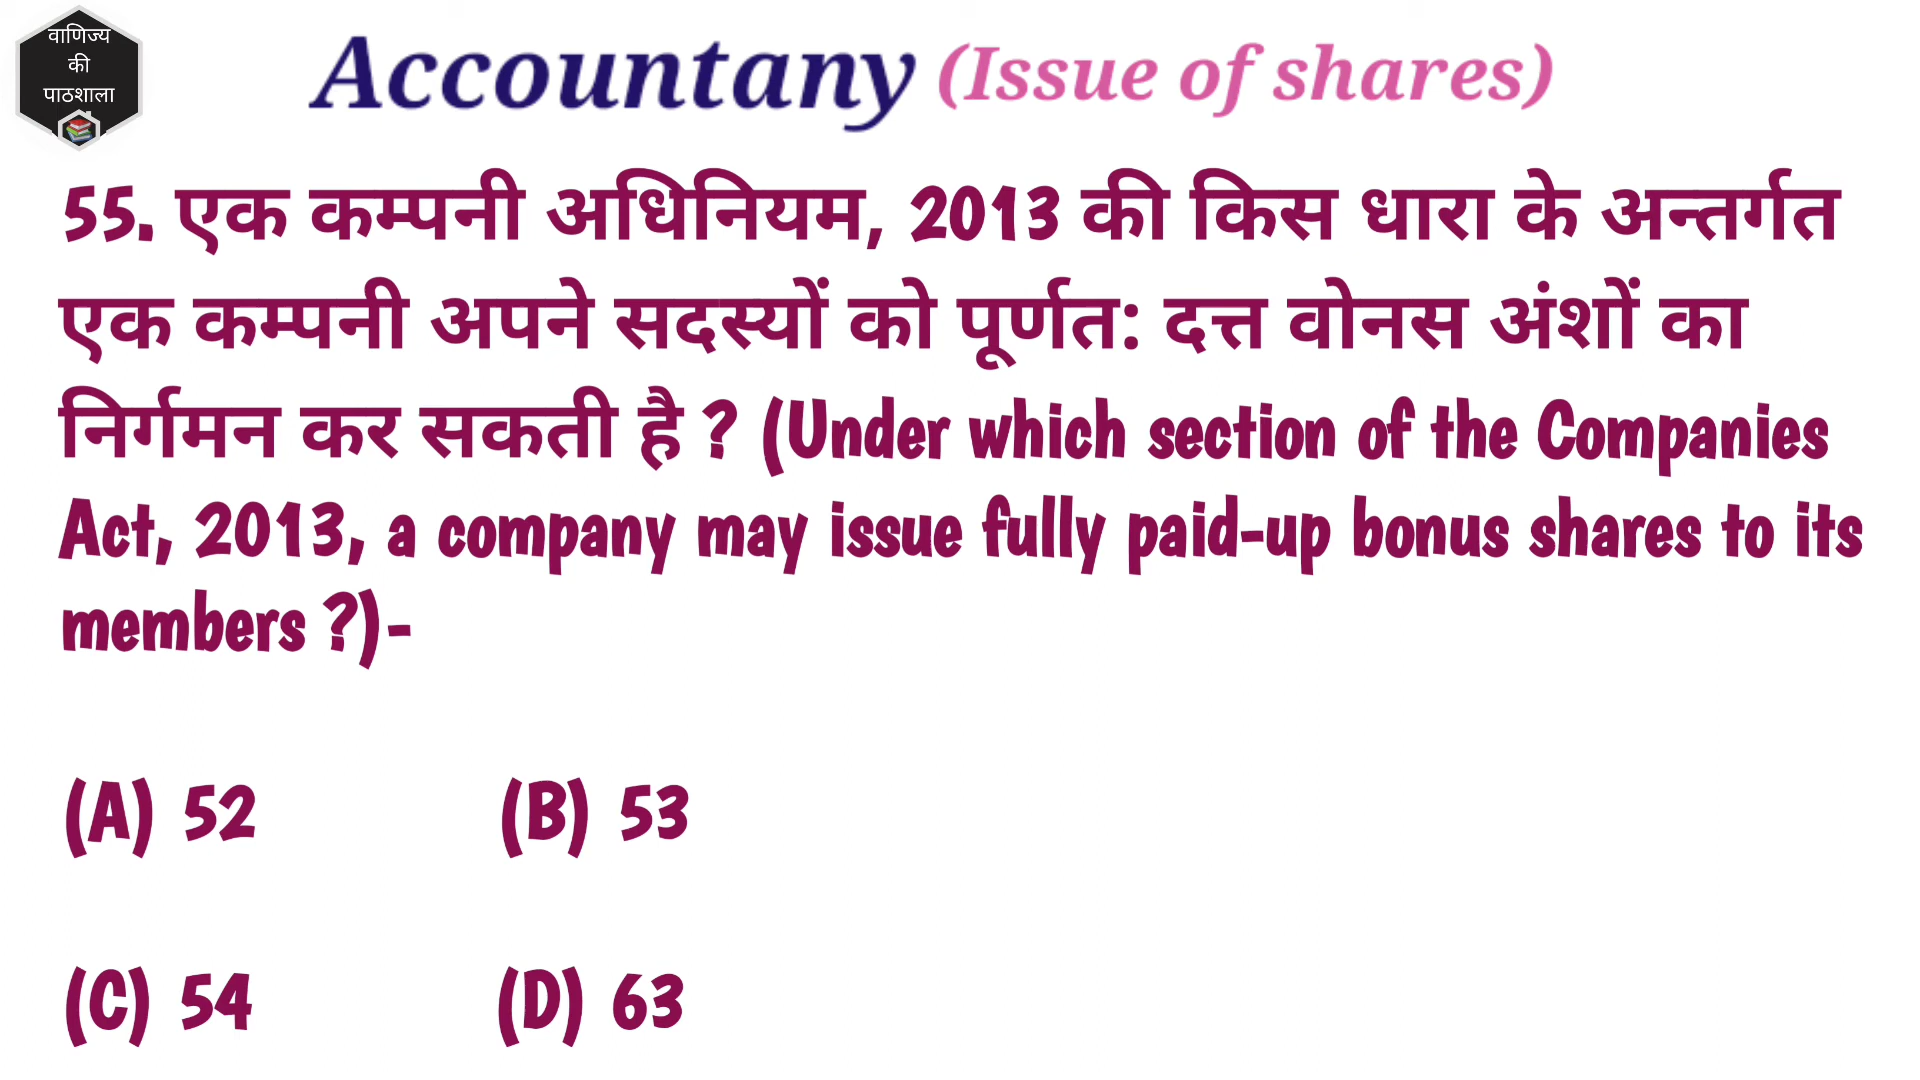 वाणिज्य
की
पाठशाला
Accountany (Issue of shares)
55. एक कम्पनी अधिनियम, 2013 की किस धारा के अन्तर्गत
एक कम्पनी अपने सदस्यों को पूर्णत: दत्त वोनस अंशों का
निर्गमन कर सकती है ? (Under which section of the Companies
Act, 2013, a company may issue fully paid-up bonus shares to its
members ?)-
(A) 52 (B) 53
(C) 54 (D) 63